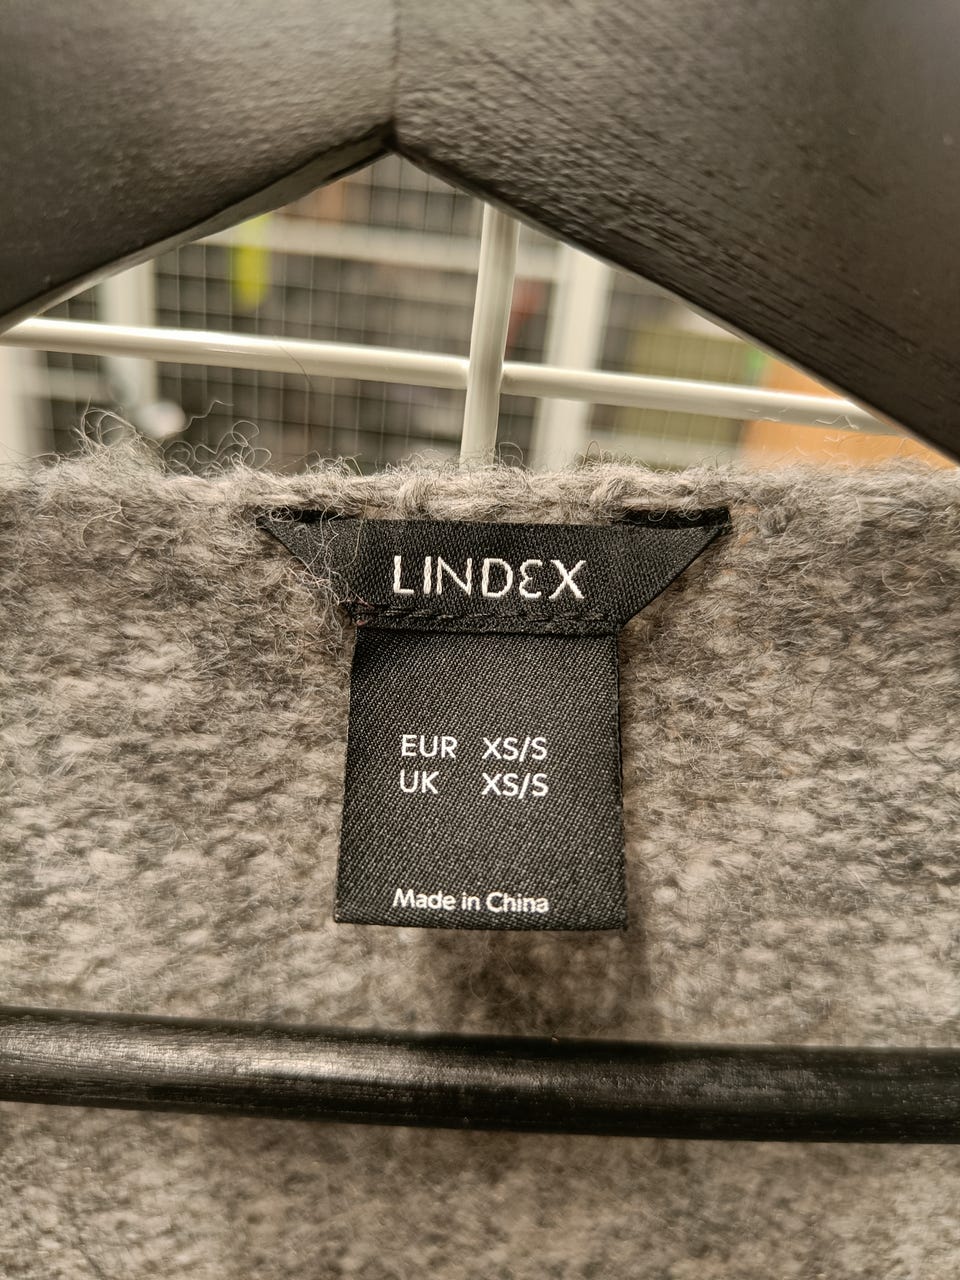 LINDEX
EUR XS/S
UK XS/S
Made in China